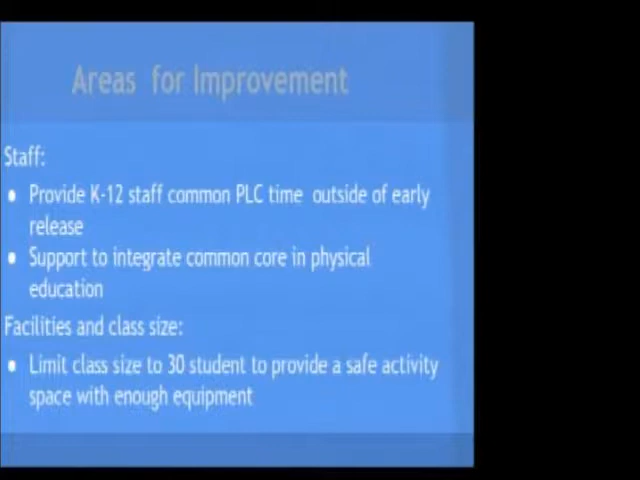 Areas for Improvement
Staff:
● Provide K-12 staff common PLC time outside of early
release
● Support to integrate common core in physical
education
Facilities and class size:
● Limit class size to 30 student to provide a safe activity
space with enough equipment